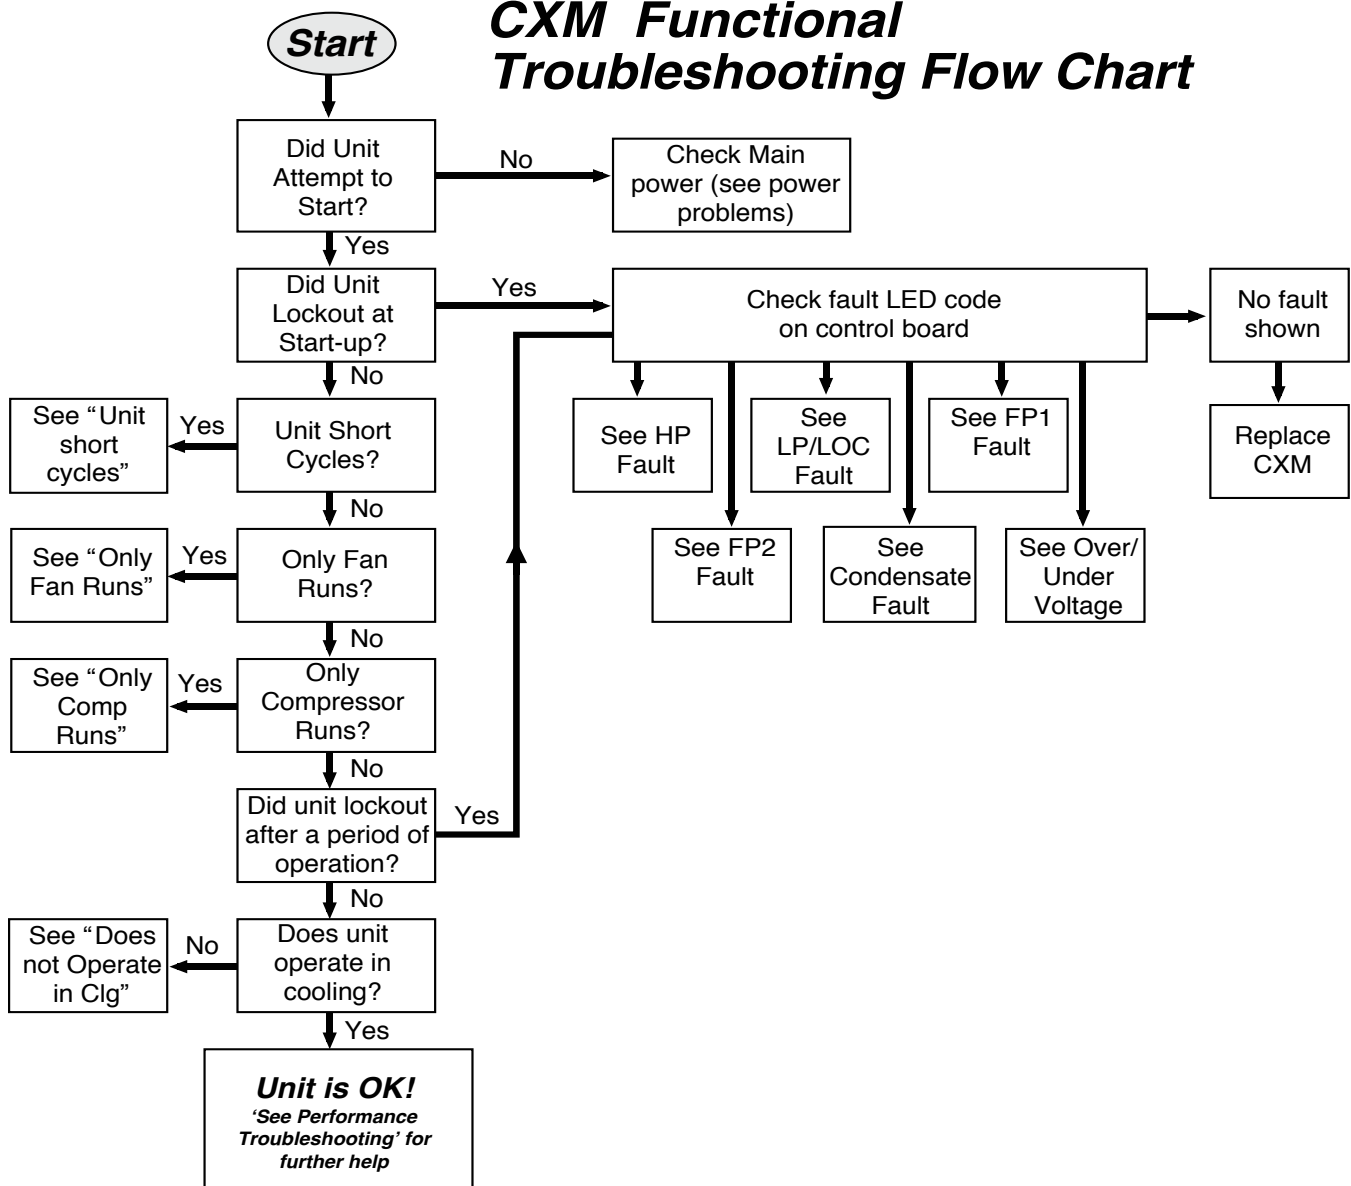 CXM Functional
Troubleshooting Flow Chart
Start
Did Unit
Attempt to
Start?
No
Check Main
power (see power
problems)
Yes
Did Unit
Lockout at
Start-up?
Yes
Check fault LED code
on control board
No fault
shown
No
See “Unit
short
cycles”
Yes
Unit Short
Cycles?
See HP
Fault
See
LP/LOC
Fault
See FP1
Fault
Replace
CXM
No
See “Only
Fan Runs”
Yes
Only Fan
Runs?
See FP2
Fault
See
Condensate
Fault
See Over/
Under
Voltage
No
See “Only
Comp
Runs”
Yes
Only
Compressor
Runs?
No
Did unit lockout
after a period of
operation?
Yes
No
See “Does
not Operate
in Clg”
No
Does unit
operate in
cooling?
Yes
Unit is OK!
‘See Performance
Troubleshooting’ for
further help